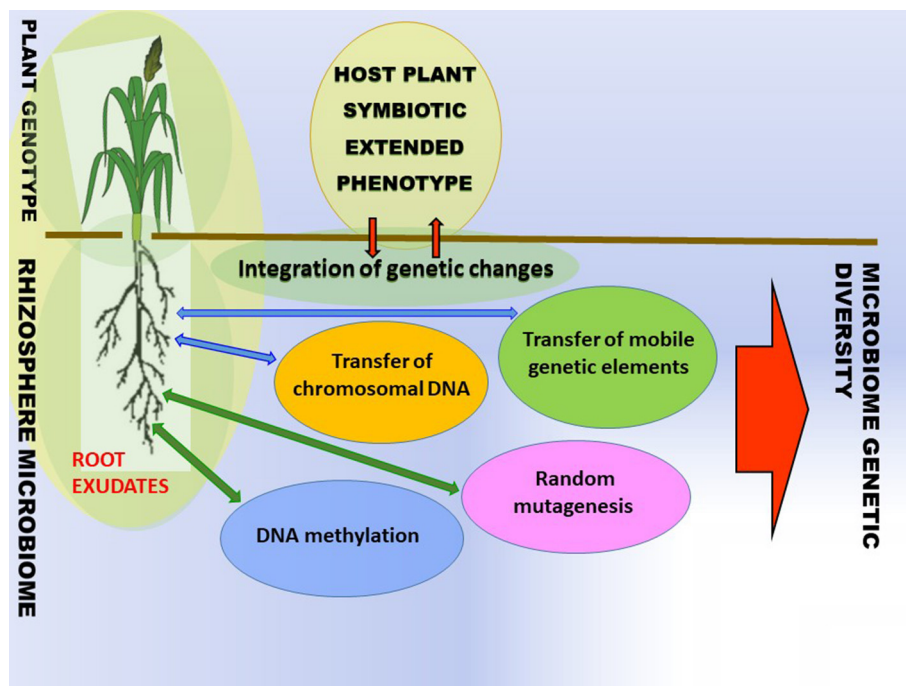 PLANT GENOTYPE
HOST PLANT
SYMBIOTIC
EXTENDED
PHENOTYPE
Integration of genetic changes
RHIZOSPHERE MICROBIOME
Transfer of
chromosomal DNA
Transfer of mobile
genetic elements
ROOT
EXUDATES
Random
mutagenesis
DNA methylation
MICROBIOME GENETIC
DIVERSITY